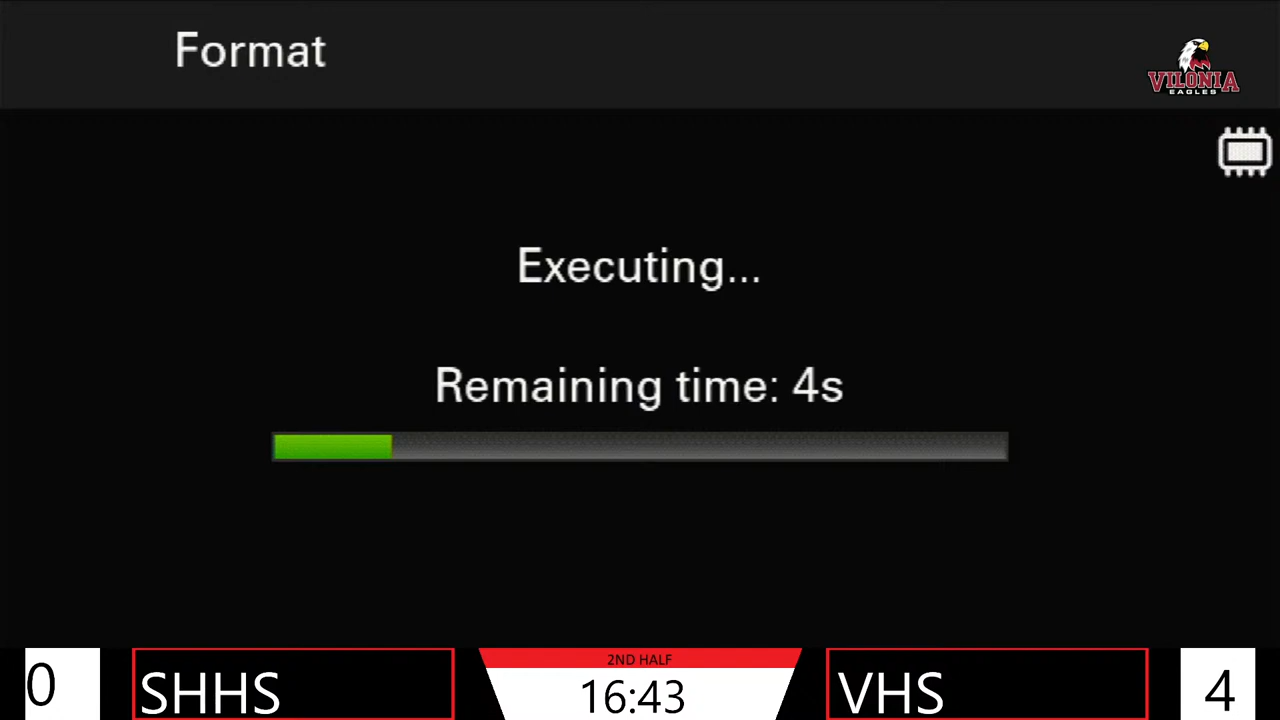 Format
VILONIA
EAGLES
Executing...
Remaining time: 4s
0
SHHS
2ND HALF
16:43
VHS
4